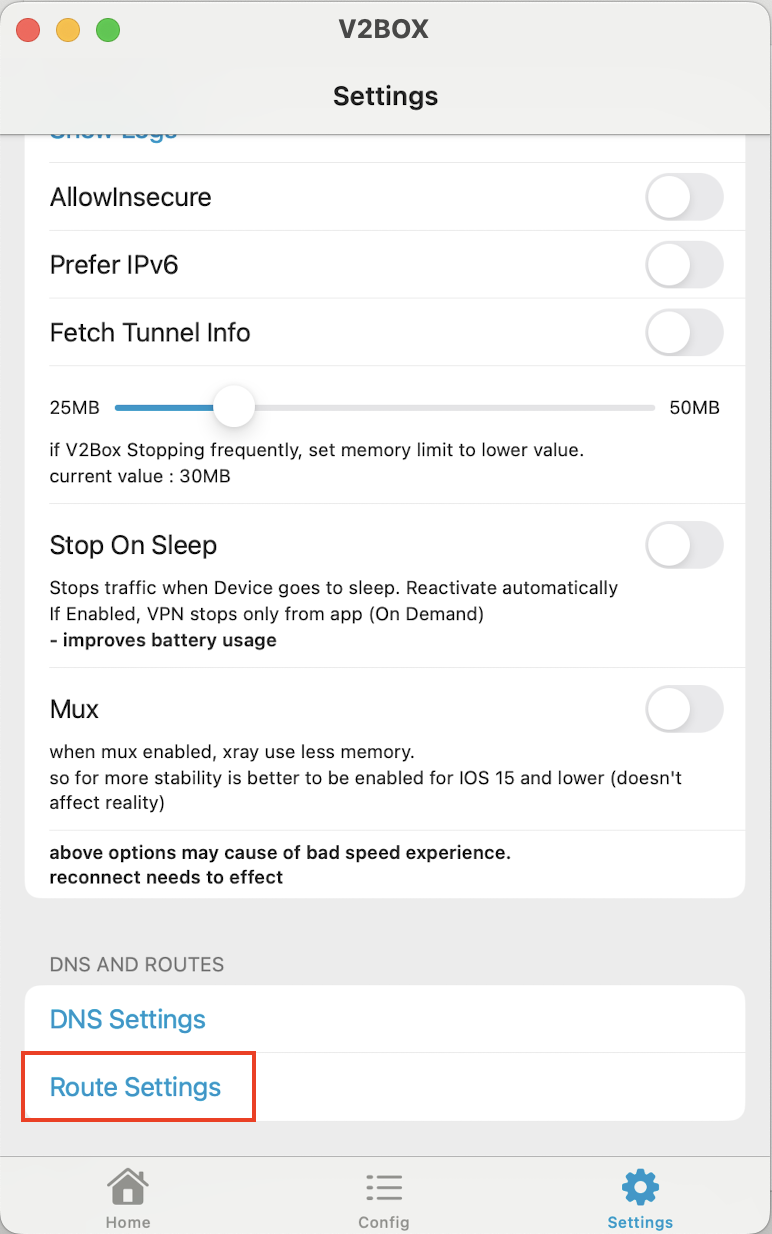 V2BOX
Settings
Show Logs
AllowInsecure
Prefer IPv6
Fetch Tunnel Info
25MB
50MB
if V2Box Stopping frequently, set memory limit to lower value.
current value : 30MB
Stop On Sleep
Stops traffic when Device goes to sleep. Reactivate automatically
If Enabled, VPN stops only from app (On Demand)
- improves battery usage
Mux
when mux enabled, xray use less memory.
so for more stability is better to be enabled for IOS 15 and lower (doesn't
affect reality)
above options may cause of bad speed experience.
reconnect needs to effect
DNS AND ROUTES
DNS Settings
Route Settings
Home
Config
Settings